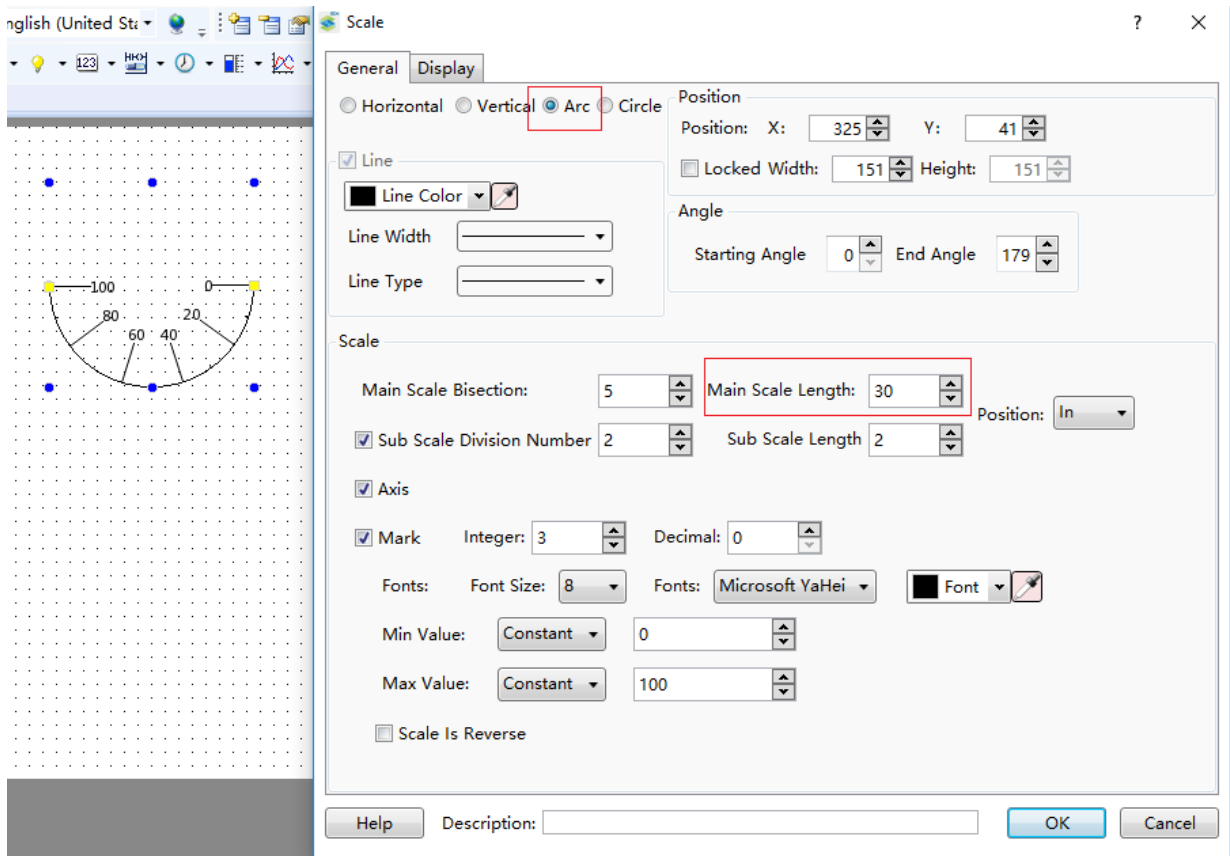 nglish (United Sta
Scale
?
123
General
Display
Horizontal
Vertical
Arc
Circle
Position
Position: X: 325 Y: 41
Locked Width: 151 Height: 151
Line
Line Color
Line Width
Line Type
Angle
Starting Angle 0 End Angle 179
100
0
80
20
60
40
Scale
Main Scale Bisection: 5
Main Scale Length: 30
Position: In
Sub Scale Division Number 2
Sub Scale Length 2
Axis
Mark Integer: 3 Decimal: 0
Fonts: Font Size: 8 Fonts: Microsoft YaHei Font
Min Value: Constant 0
Max Value: Constant 100
Scale Is Reverse
Help Description: OK Cancel